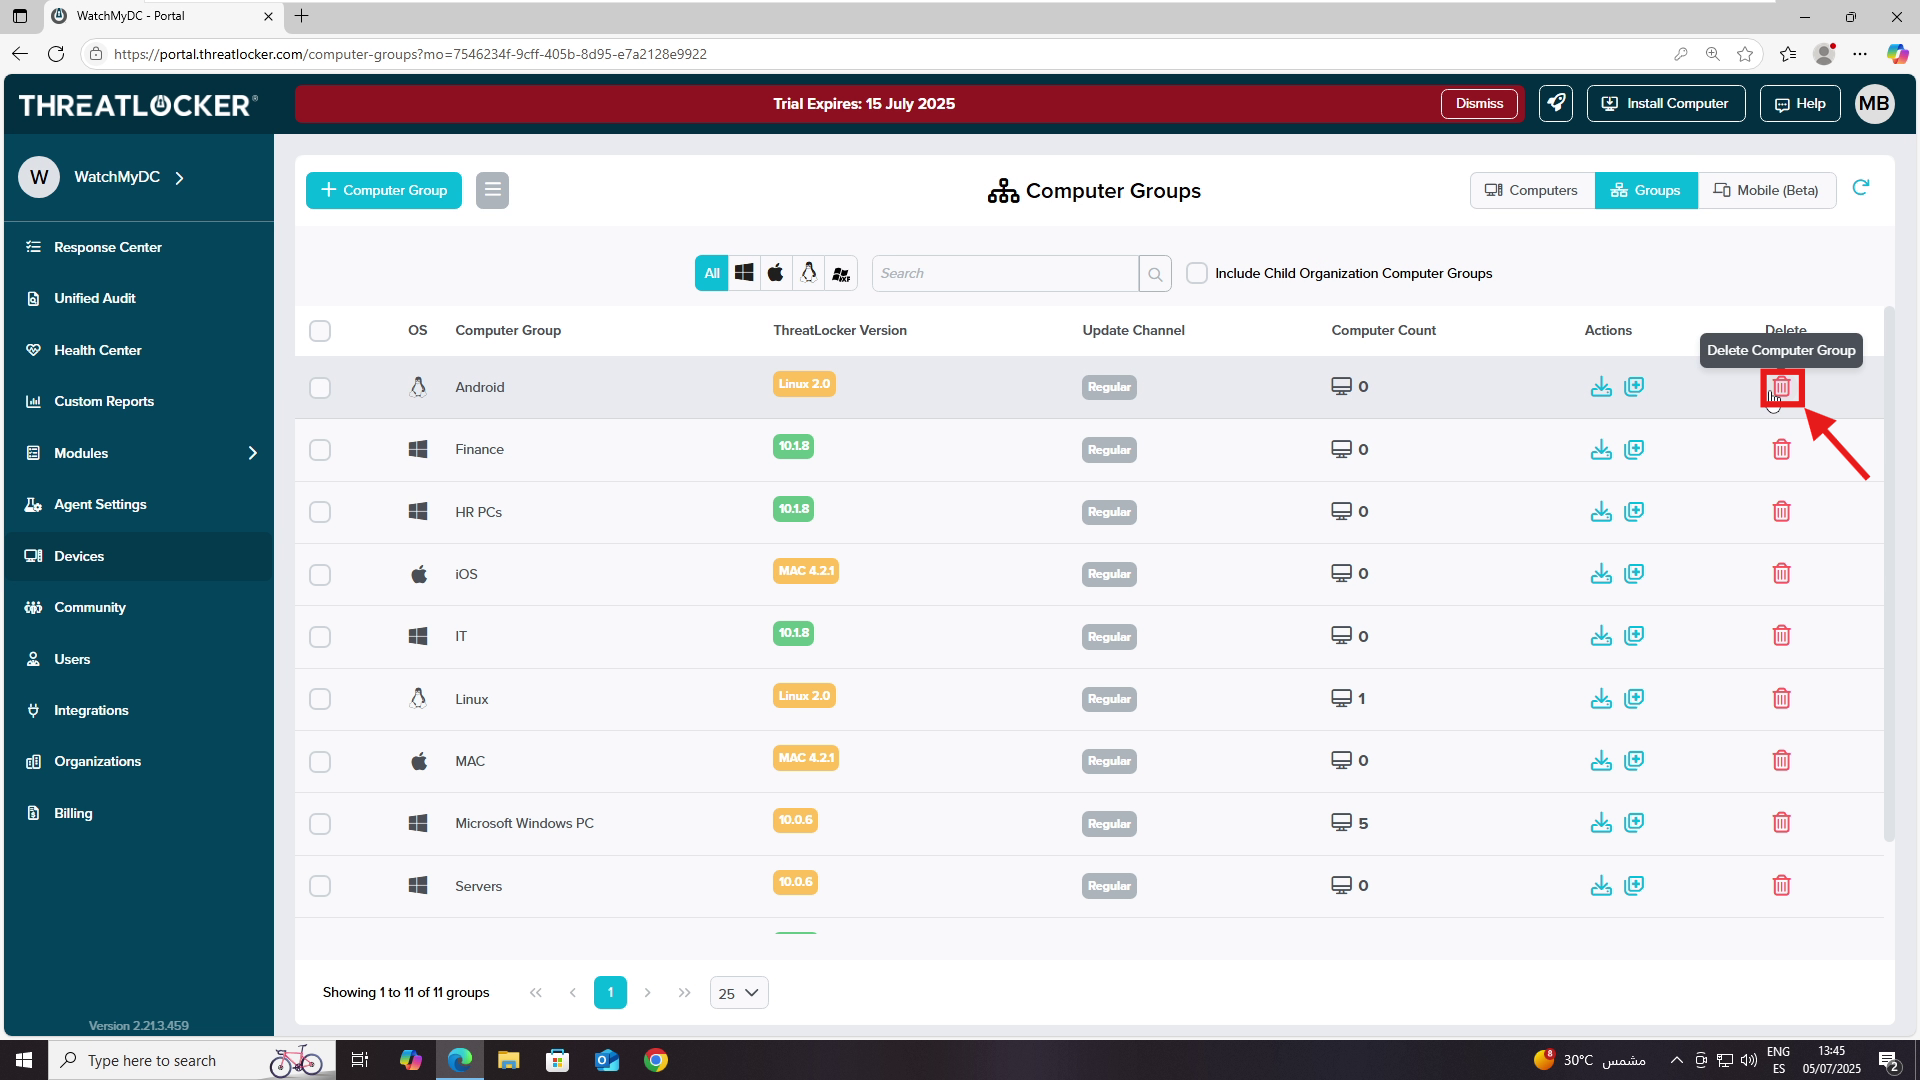 WatchMyDC - Portal
https://portal.threatlocker.com/computer-groups?mo=7546234f-9cff-405b-8d95-e7a2128e9922
THREATLOCKER®
Trial Expires: 15 July 2025
Dismiss
Install Computer
Help
MB
W
WatchMyDC
Response Center
Unified Audit
Health Center
Custom Reports
Modules
Agent Settings
Devices
Community
Users
Integrations
Organizations
Billing
Version 2.21.3.459
+ Computer Group
Computer Groups
Computers
Groups
Mobile (Beta)
All
Search
Include Child Organization Computer Groups
OS Computer Group ThreatLocker Version Update Channel Computer Count Actions Delete
Delete Computer Group
Android Linux 2.0 Regular 0
Finance 10.1.8 Regular 0
HR PCs 10.1.8 Regular 0
iOS MAC 4.2.1 Regular 0
IT 10.1.8 Regular 0
Linux Linux 2.0 Regular 1
MAC MAC 4.2.1 Regular 0
Microsoft Windows PC 10.0.6 Regular 5
Servers 10.0.6 Regular 0
Showing 1 to 11 of 11 groups
1
25
Type here to search
8
30°C مشمس
ENG
ES
13:45
05/07/2025
2